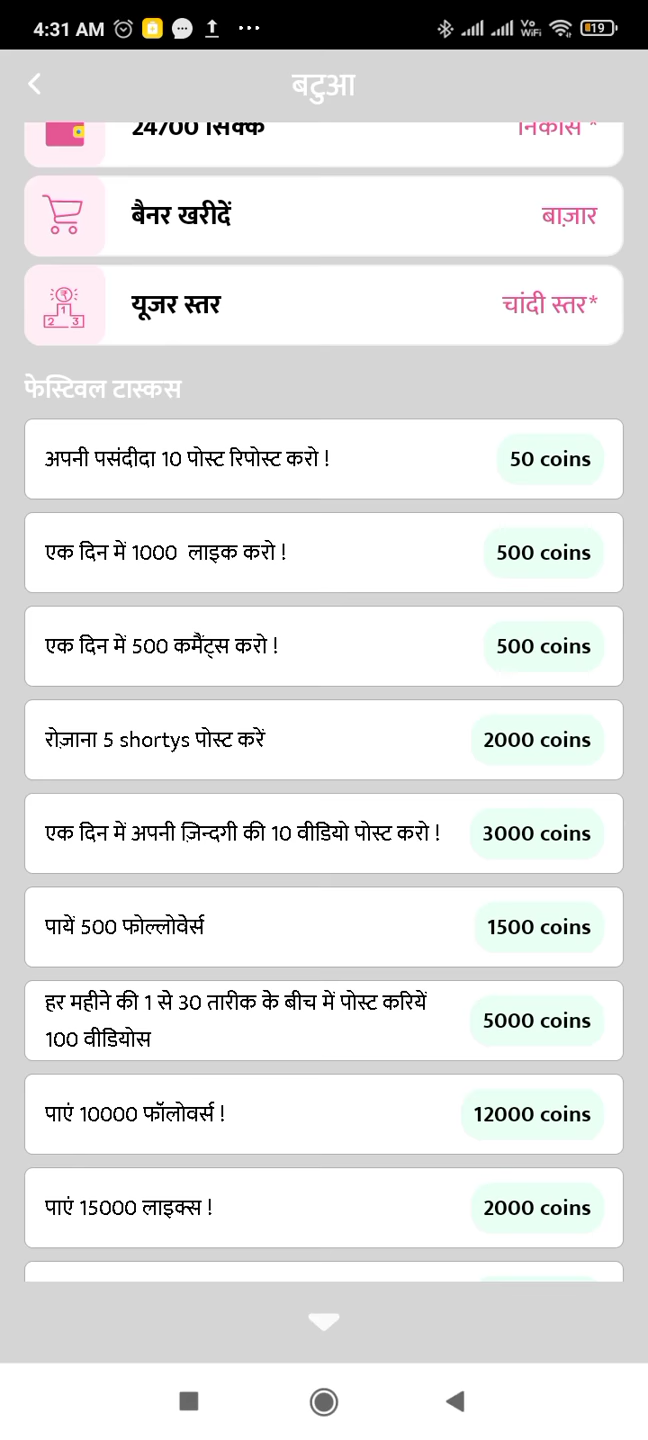 4:31 AM
Vo
WiFi
19
बटुआ
24700 सिक्के
निकास *
बैनर खरीदें
बाज़ार
यूजर स्तर
चांदी स्तर*
फेस्टिवल टास्कस
अपनी पसंदीदा 10 पोस्ट रिपोस्ट करो !
50 coins
एक दिन में 1000 लाइक करो !
500 coins
एक दिन में 500 कमैंट्स करो !
500 coins
रोज़ाना 5 shortys पोस्ट करें
2000 coins
एक दिन में अपनी ज़िन्दगी की 10 वीडियो पोस्ट करो !
3000 coins
पायें 500 फोल्लोवेर्स
1500 coins
हर महीने की 1 से 30 तारीक के बीच में पोस्ट करियें
100 वीडियोस
5000 coins
पाएं 10000 फॉलोवर्स !
12000 coins
पाएं 15000 लाइक्स !
2000 coins